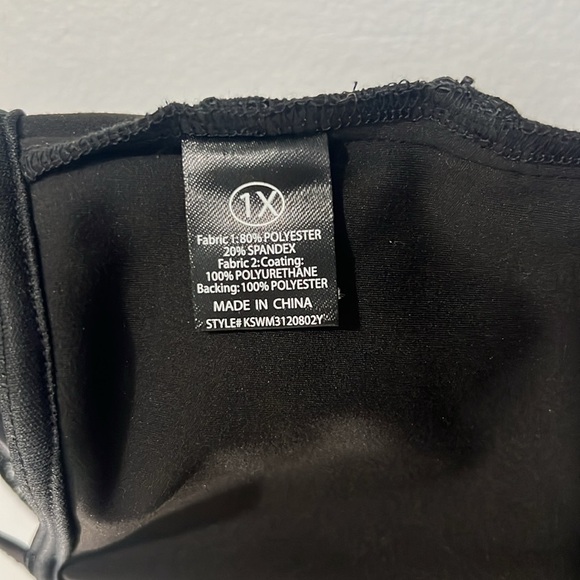 1X
Fabric 1:80% POLYESTER
20% SPANDEX
Fabric 2:Coating:
100% POLYURETHANE
Backing:100% POLYESTER
MADE IN CHINA
STYLE# KSWM3120802Y